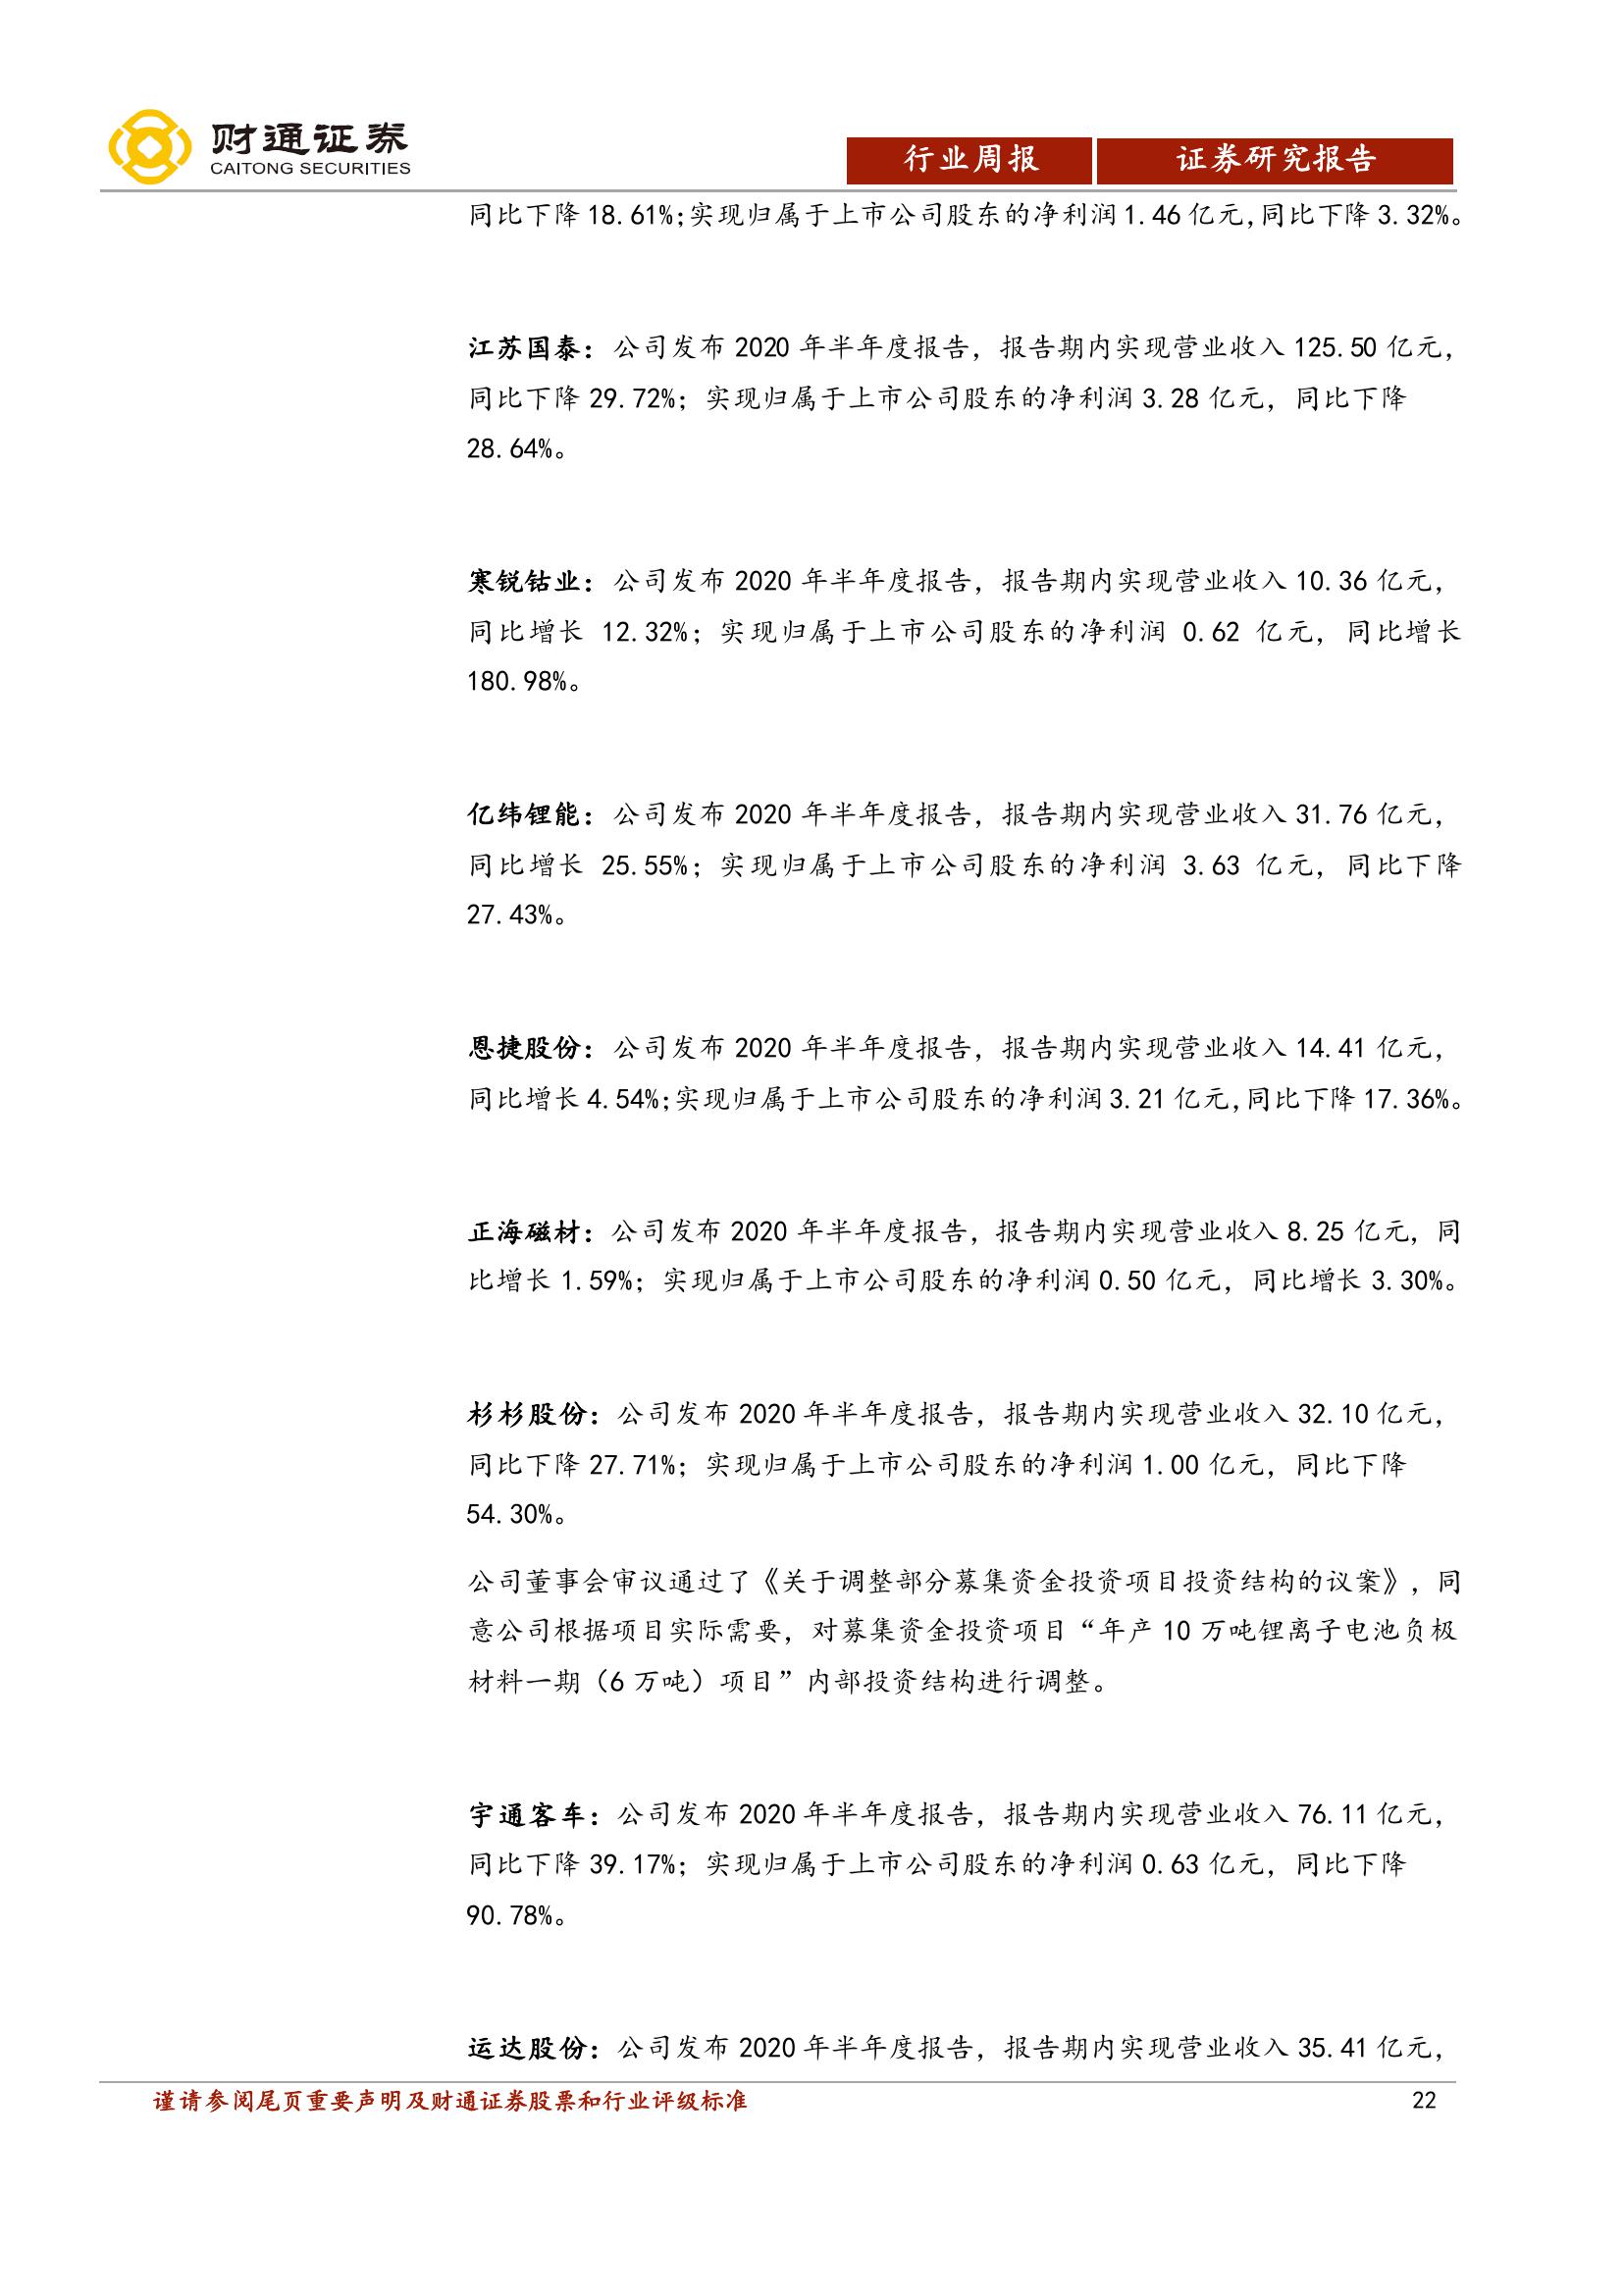 财通证券
CAITONG SECURITIES
行业周报
证券研究报告
同比下降 18.61%;实现归属于上市公司股东的净利润 1.46 亿元,同比下降 3.32%。
江苏国泰：公司发布 2020 年半年度报告，报告期内实现营业收入 125.50 亿元，
同比下降 29.72%；实现归属于上市公司股东的净利润 3.28 亿元，同比下降
28.64%。
寒锐钴业：公司发布 2020 年半年度报告，报告期内实现营业收入 10.36 亿元，
同比增长 12.32%；实现归属于上市公司股东的净利润 0.62 亿元，同比增长
180.98%。
亿纬锂能：公司发布 2020 年半年度报告，报告期内实现营业收入 31.76 亿元，
同比增长 25.55%；实现归属于上市公司股东的净利润 3.63 亿元，同比下降
27.43%。
恩捷股份：公司发布 2020 年半年度报告，报告期内实现营业收入 14.41 亿元，
同比增长 4.54%;实现归属于上市公司股东的净利润 3.21 亿元,同比下降 17.36%。
正海磁材：公司发布 2020 年半年度报告，报告期内实现营业收入 8.25 亿元，同
比增长 1.59%；实现归属于上市公司股东的净利润 0.50 亿元，同比增长 3.30%。
杉杉股份：公司发布 2020 年半年度报告，报告期内实现营业收入 32.10 亿元，
同比下降 27.71%；实现归属于上市公司股东的净利润 1.00 亿元，同比下降
54.30%。
公司董事会审议通过了《关于调整部分募集资金投资项目投资结构的议案》，同
意公司根据项目实际需要，对募集资金投资项目“年产 10 万吨锂离子电池负极
材料一期（6 万吨）项目”内部投资结构进行调整。
宇通客车：公司发布 2020 年半年度报告，报告期内实现营业收入 76.11 亿元，
同比下降 39.17%；实现归属于上市公司股东的净利润 0.63 亿元，同比下降
90.78%。
运达股份：公司发布 2020 年半年度报告，报告期内实现营业收入 35.41 亿元，
谨请参阅尾页重要声明及财通证券股票和行业评级标准
22